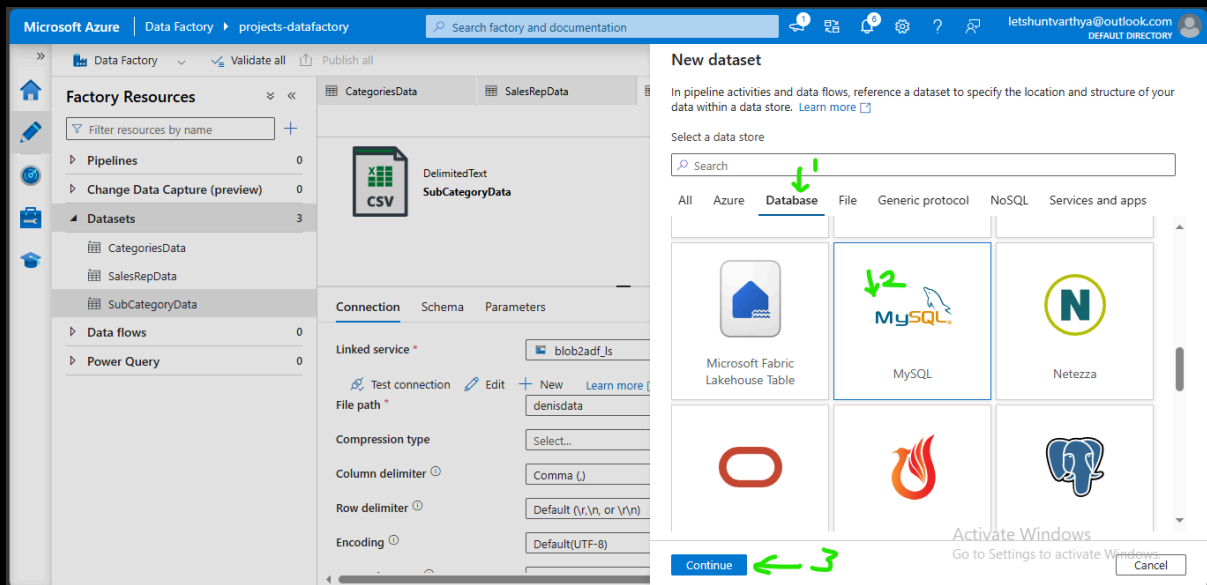 Microsoft Azure
Data Factory
projects-datafactory
Search factory and documentation
1
6
letshuntvarthya@outlook.com
DEFAULT DIRECTORY
Data Factory
Validate all
Publish all
Factory Resources
Filter resources by name
Pipelines 0
Change Data Capture (preview) 0
Datasets 3
CategoriesData
SalesRepData
SubCategoryData
Data flows 0
Power Query 0
CategoriesData
SalesRepData
CSV
DelimitedText
SubCategoryData
Connection Schema Parameters
Linked service * blob2adf_ls
Test connection Edit New Learn more
File path * denisdata
Compression type Select...
Column delimiter Comma (,)
Row delimiter Default (\r,\n, or \r\n)
Encoding Default(UTF-8)
New dataset
In pipeline activities and data flows, reference a dataset to specify the location and structure of your
data within a data store. Learn more
Select a data store
Search
1
All Azure Database File Generic protocol NoSQL Services and apps
2
MySQL
N
Microsoft Fabric
Lakehouse Table
MySQL
Netezza
Activate Windows
Go to Settings to activate Windows.
Continue
3
Cancel